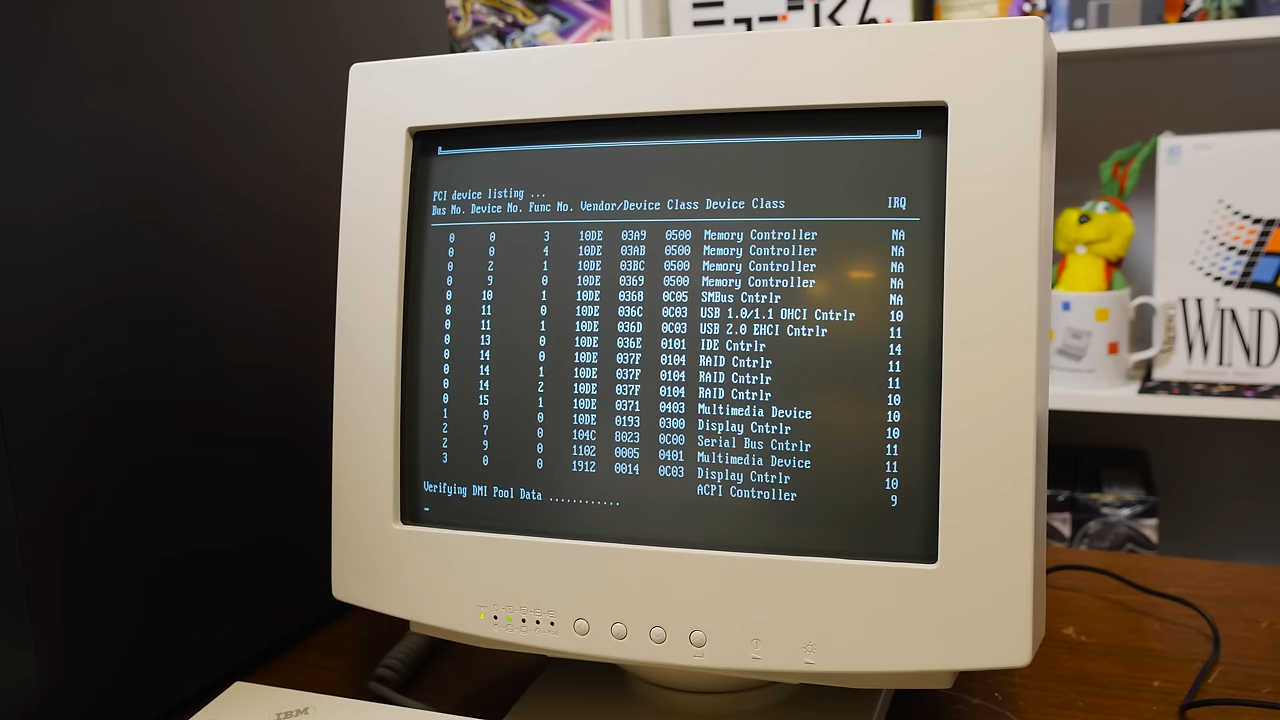 PCI device listing ...
Bus No. Device No. Func No. Vendor/Device Class Device Class IRQ
0 0 3 10DE 03A9 0500 Memory Controller NA
0 0 4 10DE 03AB 0500 Memory Controller NA
0 2 1 10DE 03BC 0500 Memory Controller NA
0 9 0 10DE 0369 0500 Memory Controller NA
0 10 1 10DE 0368 0C05 SMBus Cntrlr NA
0 11 0 10DE 036C 0C03 USB 1.0/1.1 OHCI Cntrlr 10
0 11 1 10DE 036D 0C03 USB 2.0 EHCI Cntrlr 11
0 13 0 10DE 036E 0101 IDE Cntrlr 14
0 14 0 10DE 037F 0104 RAID Cntrlr 11
0 14 1 10DE 037F 0104 RAID Cntrlr 11
0 14 2 10DE 037F 0104 RAID Cntrlr 10
0 15 1 10DE 0371 0403 Multimedia Device 10
1 0 0 10DE 0193 0300 Display Cntrlr 10
2 7 0 104C 8023 0C00 Serial Bus Cntrlr 11
2 9 0 1102 0005 0401 Multimedia Device 11
3 0 0 1912 0014 0C03 Display Cntrlr 10
ACPI Controller 9
Verifying DMI Pool Data ............
IBM